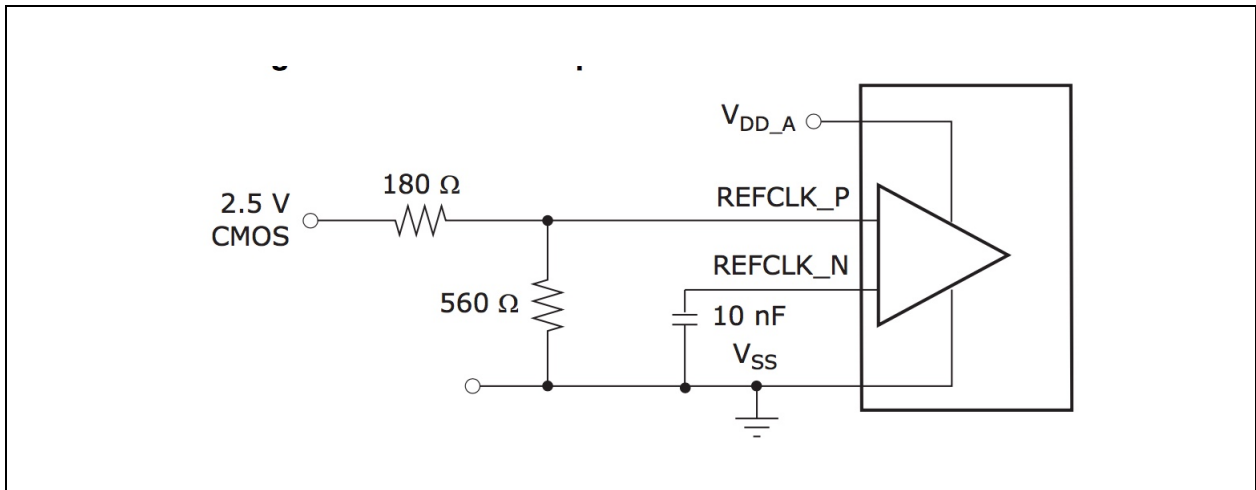 V_DD_A
180 Ω
2.5 V
CMOS
REFCLK_P
REFCLK_N
560 Ω
10 nF
V_SS